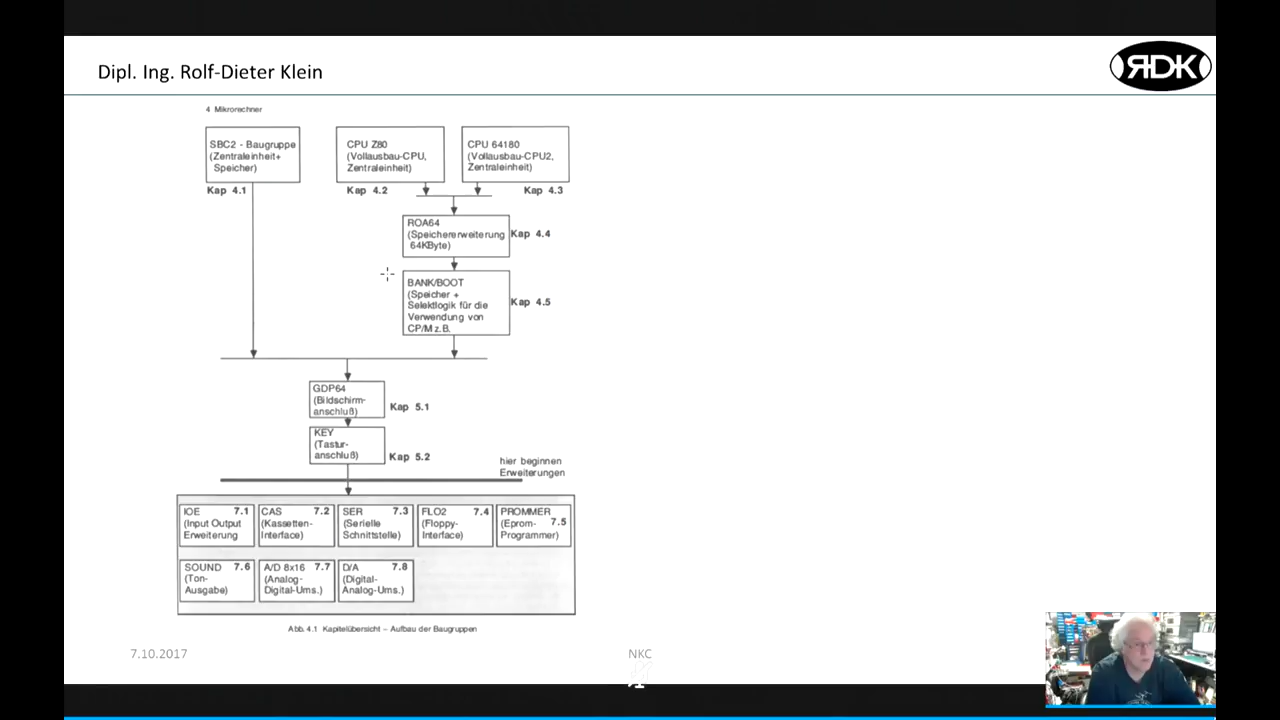 Dipl. Ing. Rolf-Dieter Klein
RDK
4 Mikrorechner
SBC2 - Baugruppe
(Zentraleinheit+
Speicher)
Kap 4.1
CPU Z80
(Vollausbau-CPU,
Zentraleinheit)
Kap 4.2
CPU 64180
(Vollausbau-CPU2,
Zentraleinheit)
Kap 4.3
ROA64
(Speichererweiterung
64KByte)
Kap 4.4
BANK/BOOT
(Speicher +
Selektlogik für die
Verwendung von
CP/M z.B.
Kap 4.5
GDP64
(Bildschirm-
anschluß)
Kap 5.1
KEY
(Tastur-
anschluß)
Kap 5.2
hier beginnen
Erweiterungen
IOE 7.1
(Input Output
Erweiterung
CAS 7.2
(Kassetten-
Interface)
SER 7.3
(Serielle
Schnittstelle)
FLO2 7.4
(Floppy-
Interface)
PROMMER
(Eprom- 7.5
Programmer)
SOUND 7.6
(Ton-
Ausgabe)
A/D 8x16 7.7
(Analog-
Digital-Ums.)
D/A 7.8
(Digital-
Analog-Ums.)
Abb. 4.1 Kapitelübersicht – Aufbau der Baugruppen
7.10.2017
NKC